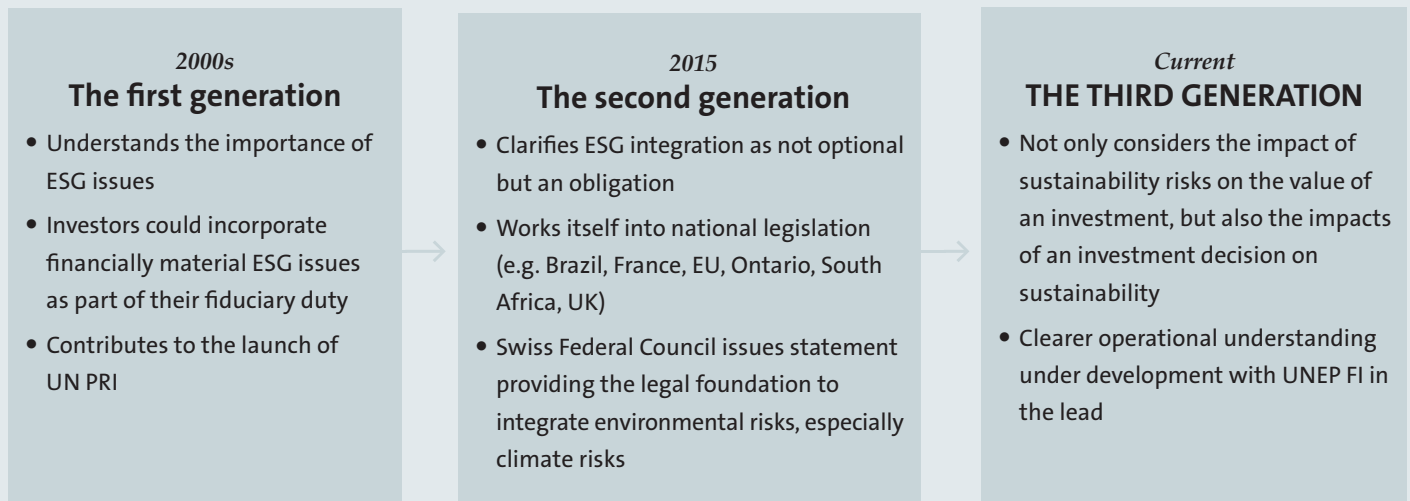 2000s
The first generation
• Understands the importance of
ESG issues
• Investors could incorporate
financially material ESG issues
as part of their fiduciary duty
• Contributes to the launch of
UN PRI
2015
The second generation
• Clarifies ESG integration as not optional
but an obligation
• Works itself into national legislation
(e.g. Brazil, France, EU, Ontario, South
Africa, UK)
• Swiss Federal Council issues statement
providing the legal foundation to
integrate environmental risks, especially
climate risks
Current
THE THIRD GENERATION
• Not only considers the impact of
sustainability risks on the value of
an investment, but also the impacts
of an investment decision on
sustainability
• Clearer operational understanding
under development with UNEP FI in
the lead